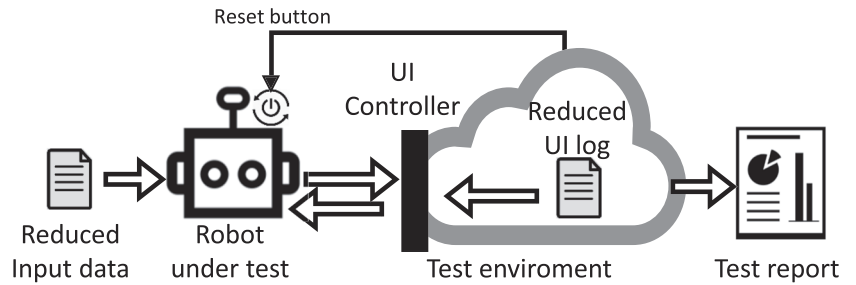 Reset button
UI
Controller
Reduced
UI log
Reduced
Input data
Robot
under test
Test enviroment
Test report